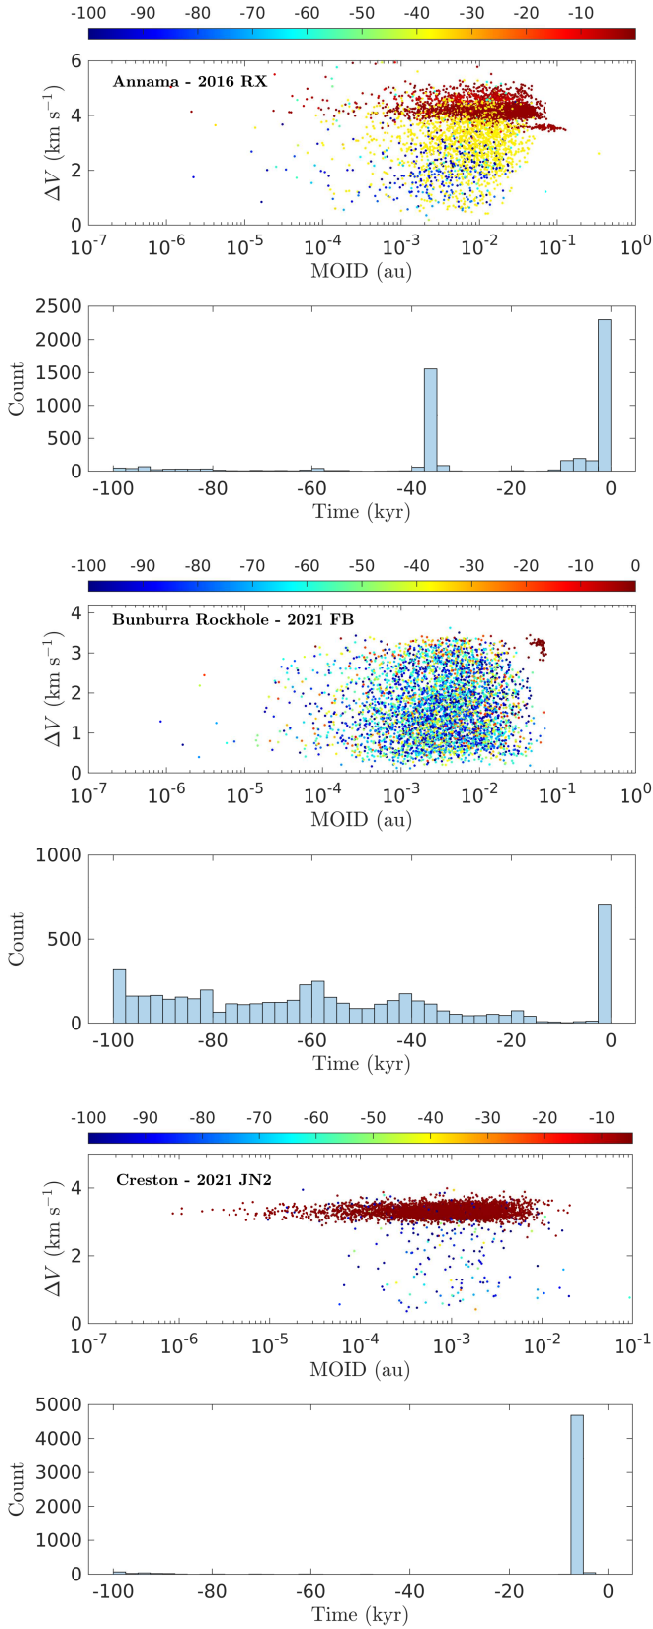 -100 -90 -80 -70 -60 -50 -40 -30 -20 -10
6
Annama - 2016 RX
4
ΔV (km s⁻¹)
2
0
10⁻⁷ 10⁻⁶ 10⁻⁵ 10⁻⁴ 10⁻³ 10⁻² 10⁻¹ 10⁰
MOID (au)
2500
2000
1500
Count
1000
500
0
-100 -80 -60 -40 -20 0
Time (kyr)
-100 -90 -80 -70 -60 -50 -40 -30 -20 -10 0
4
Bunburra Rockhole - 2021 FB
3
ΔV (km s⁻¹)
2
1
0
10⁻⁷ 10⁻⁶ 10⁻⁵ 10⁻⁴ 10⁻³ 10⁻² 10⁻¹ 10⁰
MOID (au)
1000
Count
500
0
-100 -80 -60 -40 -20 0
Time (kyr)
-100 -90 -80 -70 -60 -50 -40 -30 -20 -10
Creston - 2021 JN2
4
ΔV (km s⁻¹)
2
0
10⁻⁷ 10⁻⁶ 10⁻⁵ 10⁻⁴ 10⁻³ 10⁻² 10⁻¹
MOID (au)
5000
4000
3000
Count
2000
1000
0
-100 -80 -60 -40 -20 0
Time (kyr)